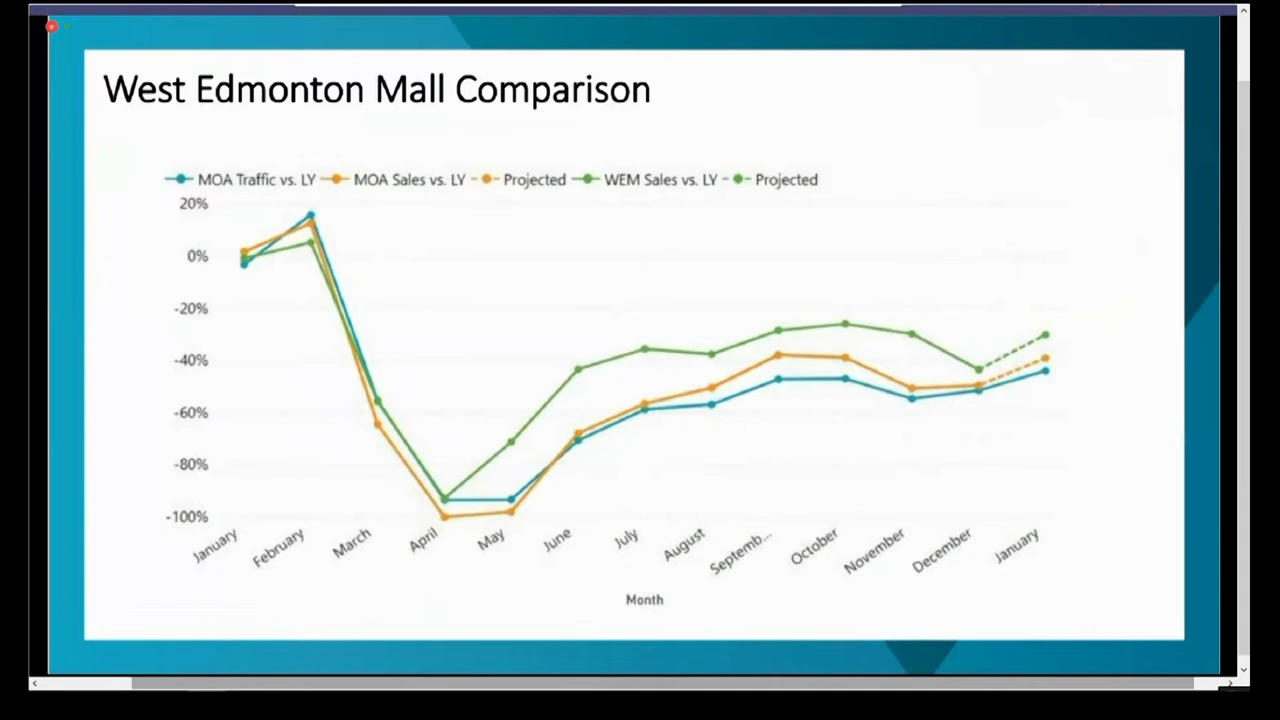 West Edmonton Mall Comparison
MOA Traffic vs. LY MOA Sales vs. LY Projected WEM Sales vs. LY Projected
20%
0%
-20%
-40%
-60%
-80%
-100%
January February March April May June July August Septemb... October November December January
Month